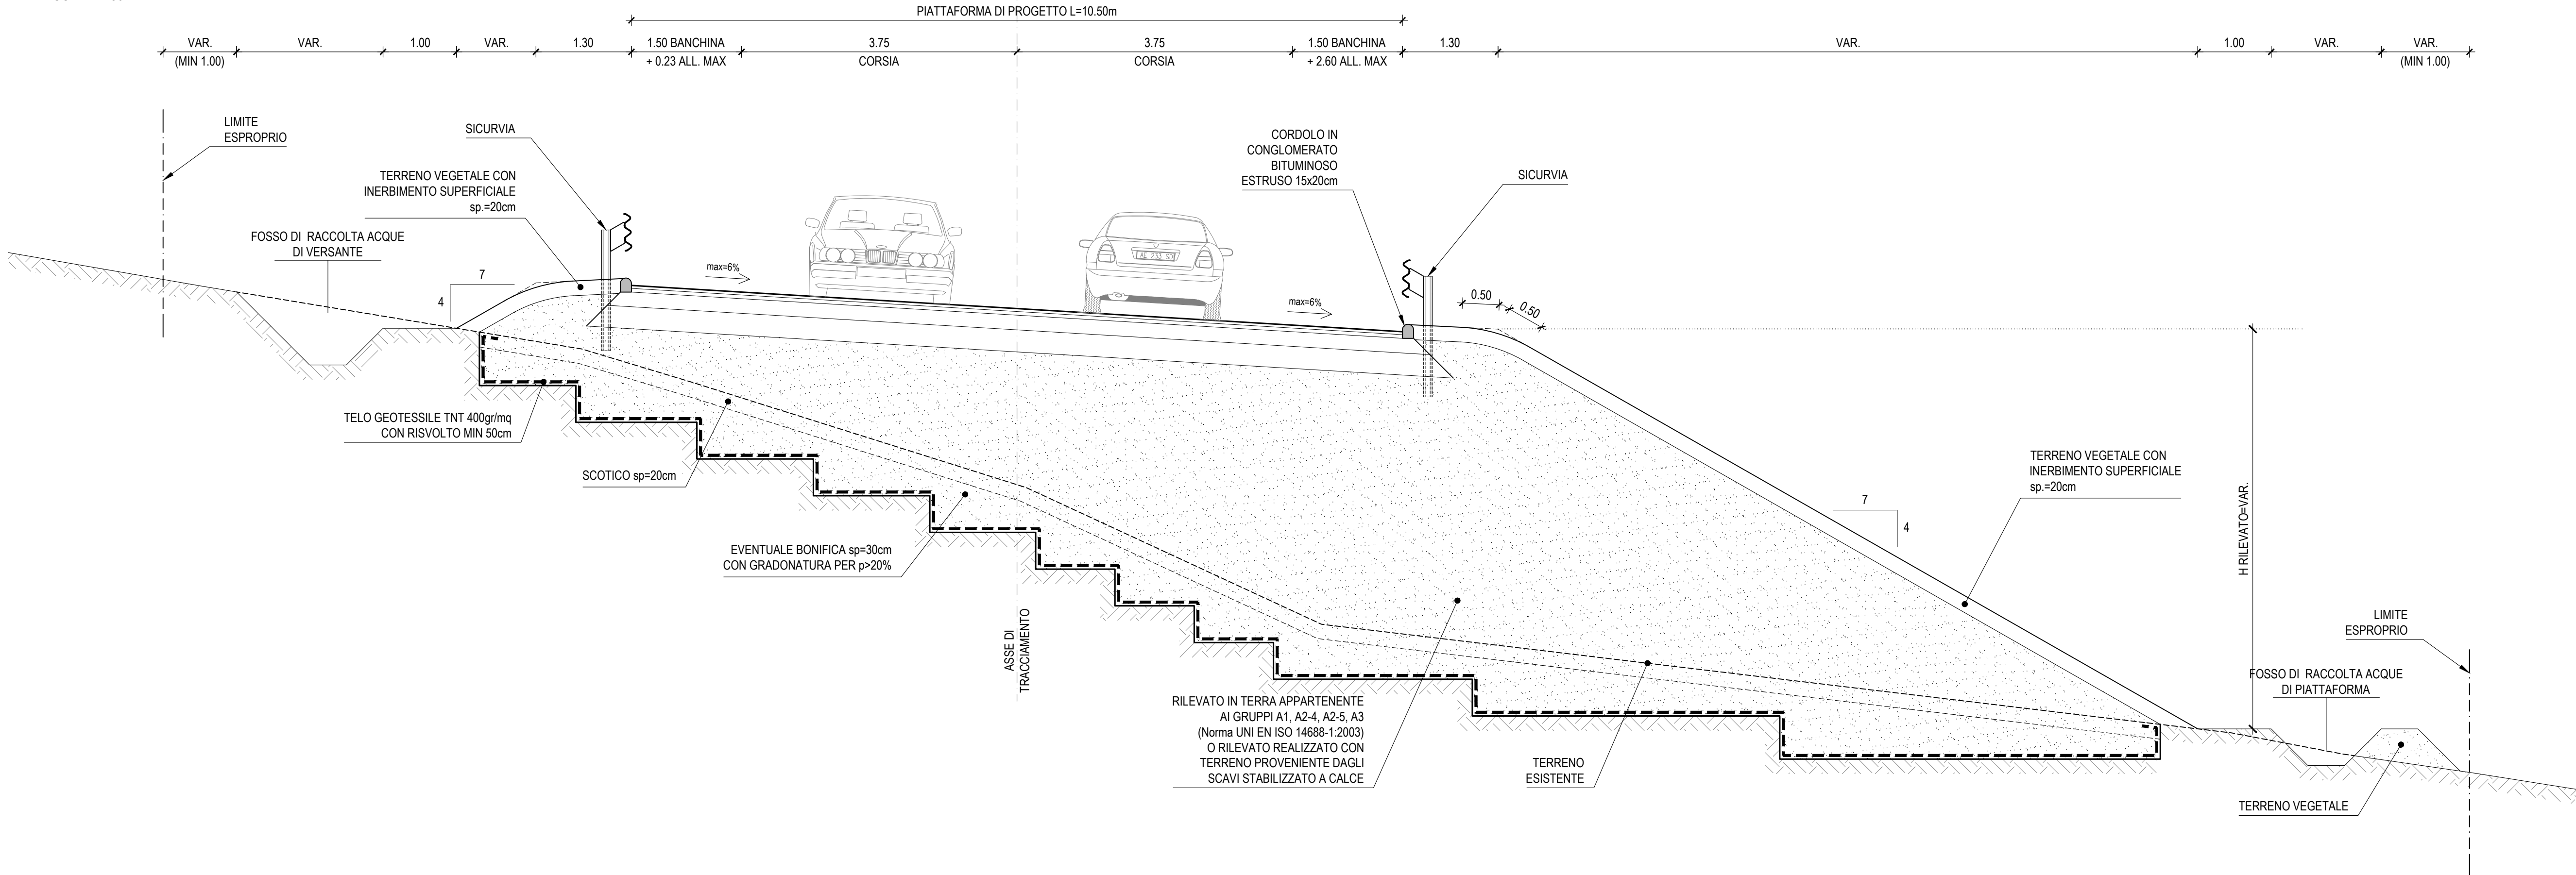 PIATTAFORMA DI PROGETTO L=10.50m
VAR.
(MIN 1.00)
VAR.
1.00
VAR.
1.30
1.50 BANCHINA
+ 0.23 ALL. MAX
3.75
CORSIA
3.75
CORSIA
1.50 BANCHINA
+ 2.60 ALL. MAX
1.30
VAR.
1.00
VAR.
VAR.
(MIN 1.00)
LIMITE
ESPROPRIO
SICURVIA
TERRENO VEGETALE CON
INERBIMENTO SUPERFICIALE
sp.=20cm
FOSSO DI RACCOLTA ACQUE
DI VERSANTE
7
4
max=6%
AE 233 SD
max=6%
CORDOLO IN
CONGLOMERATO
BITUMINOSO
ESTRUSO 15x20cm
SICURVIA
0.50
0.50
TELO GEOTESSILE TNT 400gr/mq
CON RISVOLTO MIN 50cm
SCOTICO sp=20cm
EVENTUALE BONIFICA sp=30cm
CON GRADONATURA PER p>20%
ASSE DI
TRACCIAMENTO
RILEVATO IN TERRA APPARTENENTE
AI GRUPPI A1, A2-4, A2-5, A3
(Norma UNI EN ISO 14688-1:2003)
O RILEVATO REALIZZATO CON
TERRENO PROVENIENTE DAGLI
SCAVI STABILIZZATO A CALCE
TERRENO
ESISTENTE
7
4
TERRENO VEGETALE CON
INERBIMENTO SUPERFICIALE
sp.=20cm
H RILEVATO=VAR.
LIMITE
ESPROPRIO
FOSSO DI RACCOLTA ACQUE
DI PIATTAFORMA
TERRENO VEGETALE